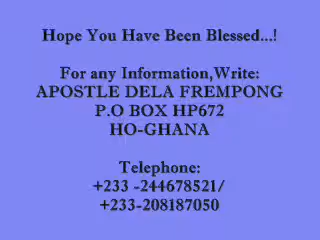 Hope You Have Been Blessed...!
For any Information,Write:
APOSTLE DELA FREMPONG
P.O BOX HP672
HO-GHANA
Telephone:
+233 -244678521/
+233-208187050